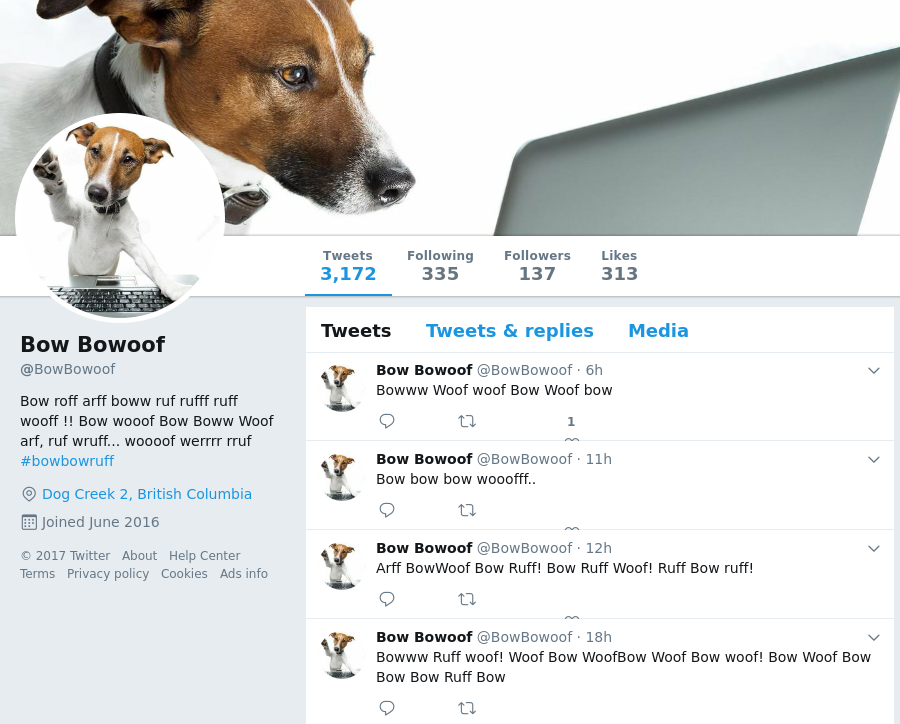 Tweets Following Followers Likes
3,172 335 137 313
Bow Bowoof
@BowBowoof
Bow roff arff boww ruf rufff ruff
wooff !! Bow wooof Bow Boww Woof
arf, ruf wruff... woooof werrrr rruf
#bowbowruff
Dog Creek 2, British Columbia
Joined June 2016
© 2017 Twitter About Help Center
Terms Privacy policy Cookies Ads info
Tweets Tweets & replies Media
Bow Bowoof @BowBowoof · 6h
Bowww Woof woof Bow Woof bow
1
Bow Bowoof @BowBowoof · 11h
Bow bow bow wooofff..
Bow Bowoof @BowBowoof · 12h
Arff BowWoof Bow Ruff! Bow Ruff Woof! Ruff Bow ruff!
Bow Bowoof @BowBowoof · 18h
Bowww Ruff woof! Woof Bow WoofBow Woof Bow woof! Bow Woof Bow
Bow Bow Ruff Bow